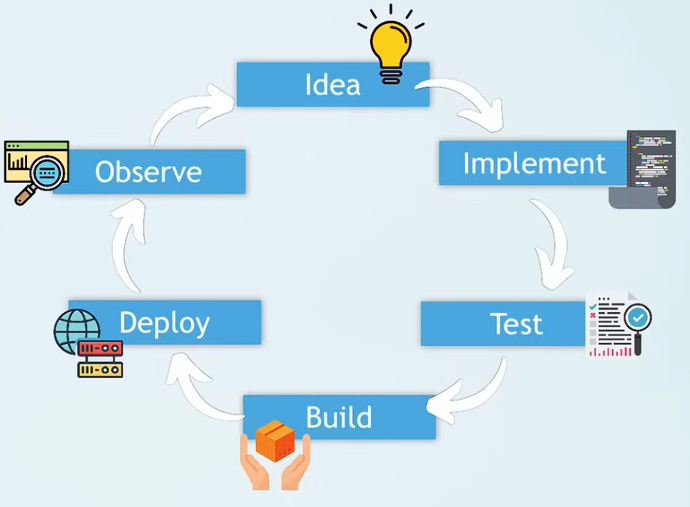 Idea
Implement
Test
Build
Deploy
Observe